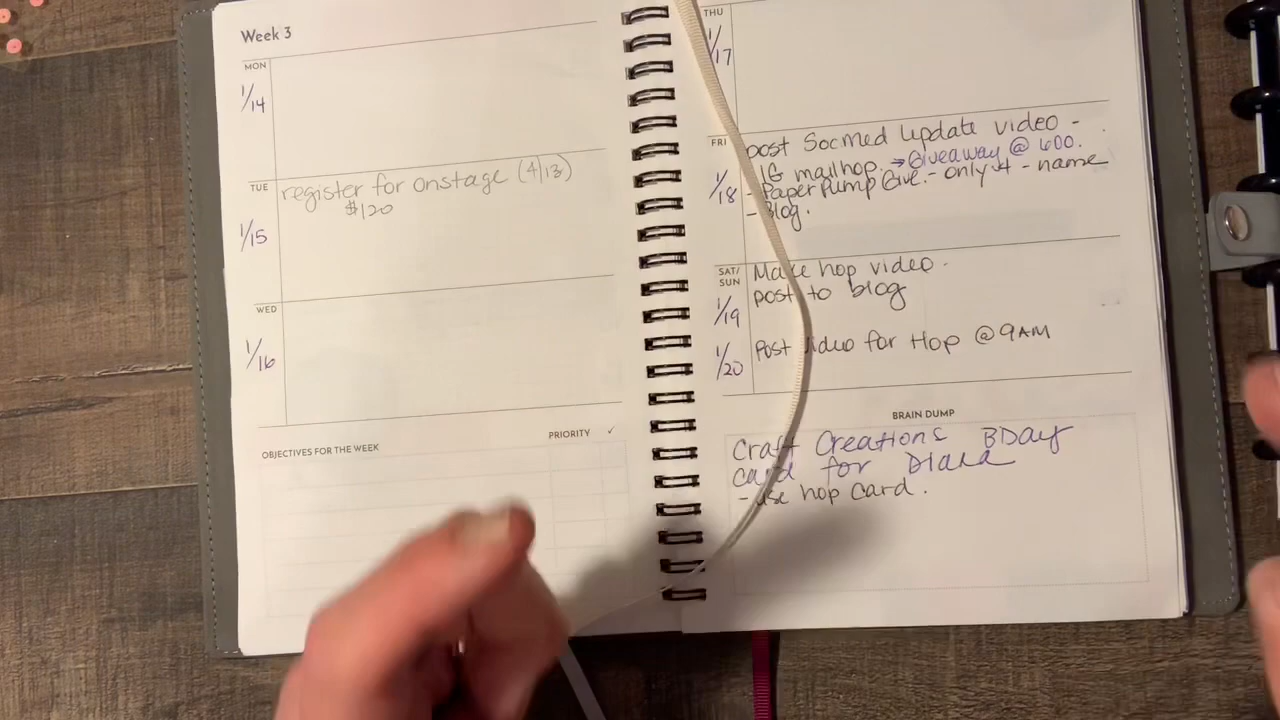 Week 3
MON
1/14
TUE
register for onstage (4/13)
$120
1/15
WED
1/16
OBJECTIVES FOR THE WEEK
PRIORITY ✓
THU
1/17
FRI
post Socmed Update video -
IG mailhop. → Giveaway @ 600.
1/18
- Paper Pump Give. - only 4 - name
- Blog.
SAT/
SUN
Make hop video -
post to blog
1/19
Post video for Hop @ 9AM
1/20
BRAIN DUMP
Craft Creations BDay
card for Diana
- use hop card.